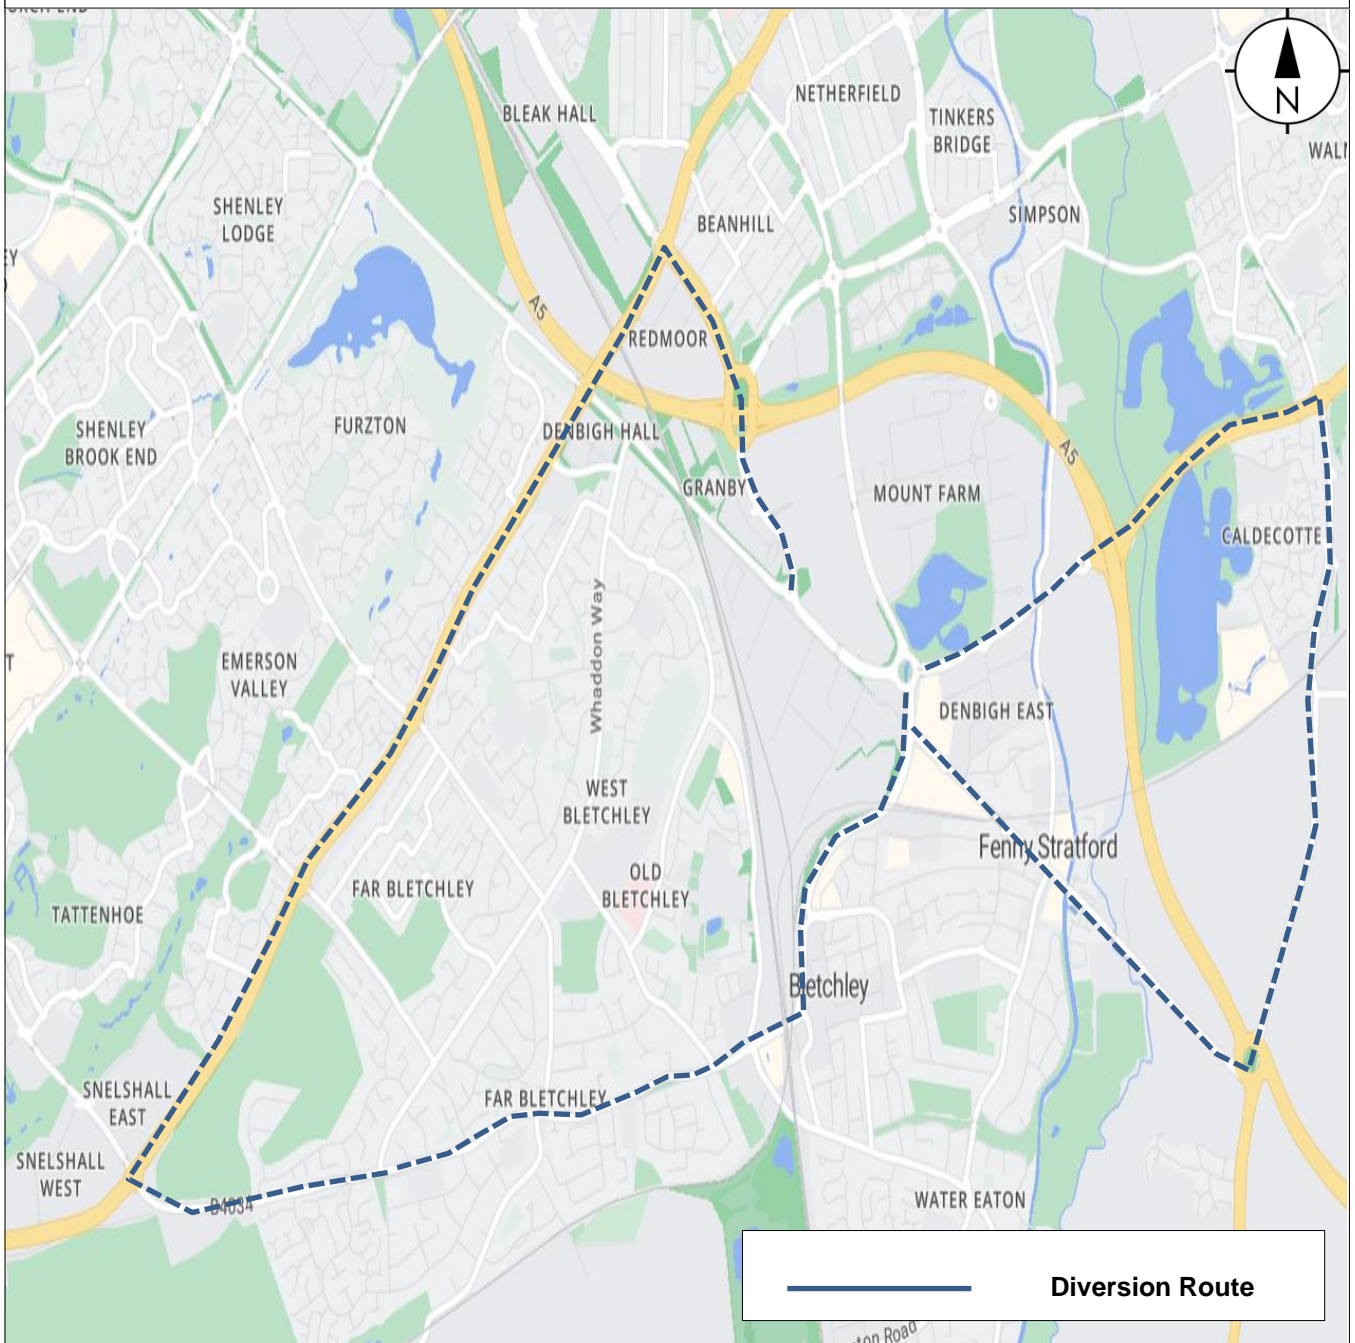 N
NETHERFIELD
BLEAK HALL
TINKERS
BRIDGE
SHENLEY
LODGE
SIMPSON
BEANHILL
A5
REDMOOR
SHENLEY
BROOK END
FURZTON
DENBIGH HALL
A5
GRANBY
MOUNT FARM
CALDECOTTE
Whaddon Way
EMERSON
VALLEY
DENBIGH EAST
WEST
BLETCHLEY
Fenny Stratford
OLD
BLETCHLEY
FAR BLETCHLEY
TATTENHOE
Bletchley
SNELSHALL
EAST
FAR BLETCHLEY
SNELSHALL
WEST
B4034
WATER EATON
Diversion Route